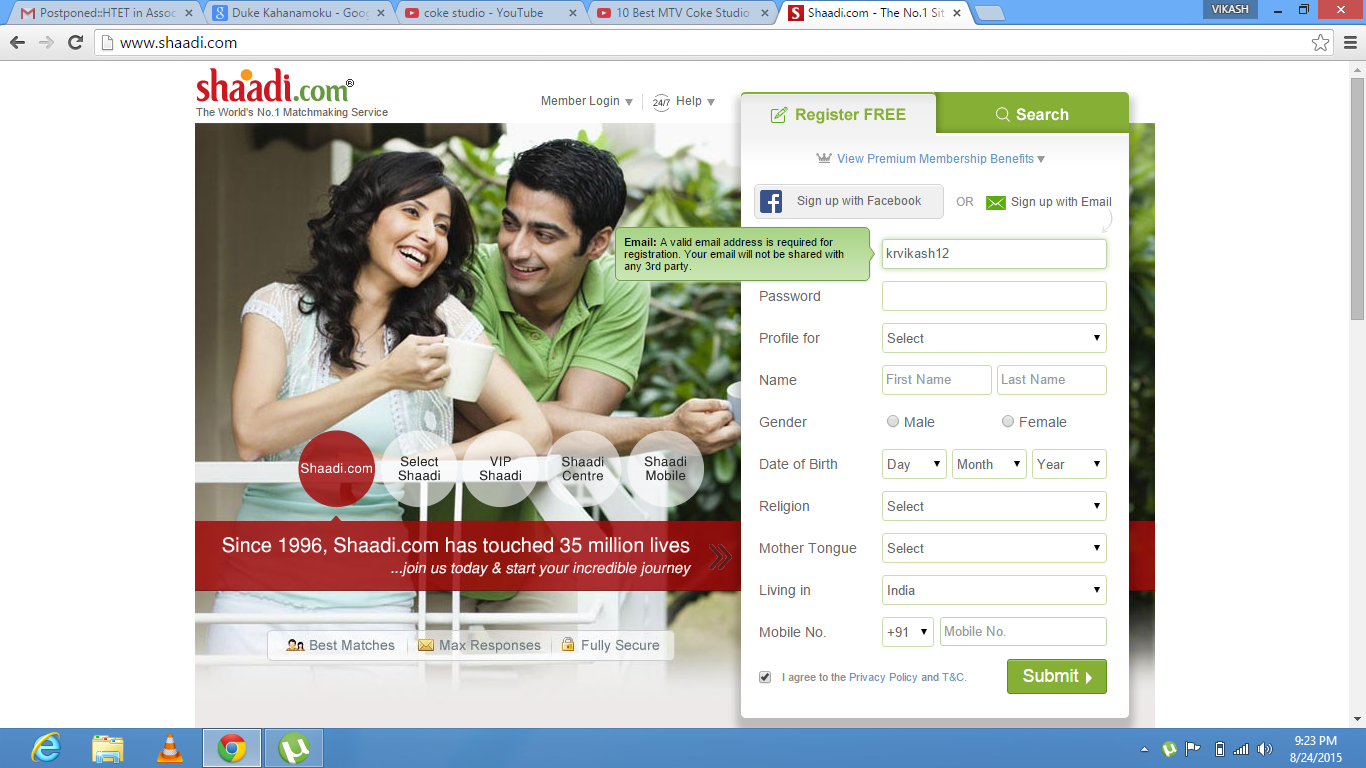 Postponed::HTET in Assoc
Duke Kahanamoku - Goog
coke studio - YouTube
10 Best MTV Coke Studio
Shaadi.com - The No.1 Sit
VIKASH
www.shaadi.com
shaadi.com®
The World's No.1 Matchmaking Service
Member Login
24/7 Help
Register FREE
Search
View Premium Membership Benefits
Sign up with Facebook
OR
Sign up with Email
Email: A valid email address is required for
registration. Your email will not be shared with
any 3rd party.
krvikash12
Password
Profile for
Select
Name
First Name
Last Name
Gender
Male
Female
Date of Birth
Day
Month
Year
Religion
Select
Mother Tongue
Select
Living in
India
Mobile No.
+91
Mobile No.
I agree to the Privacy Policy and T&C.
Submit
Shaadi.com
Select
Shaadi
VIP
Shaadi
Shaadi
Centre
Shaadi
Mobile
Since 1996, Shaadi.com has touched 35 million lives
...join us today & start your incredible journey
Best Matches
Max Responses
Fully Secure
9:23 PM
8/24/2015